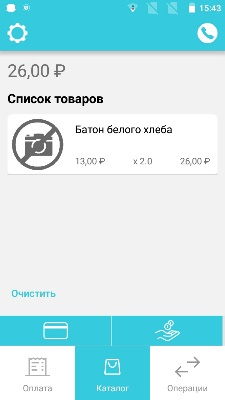 15:43
26,00 ₽
Список товаров
Батон белого хлеба
13,00 ₽ x 2.0 26,00 ₽
Очистить
Оплата Каталог Операции